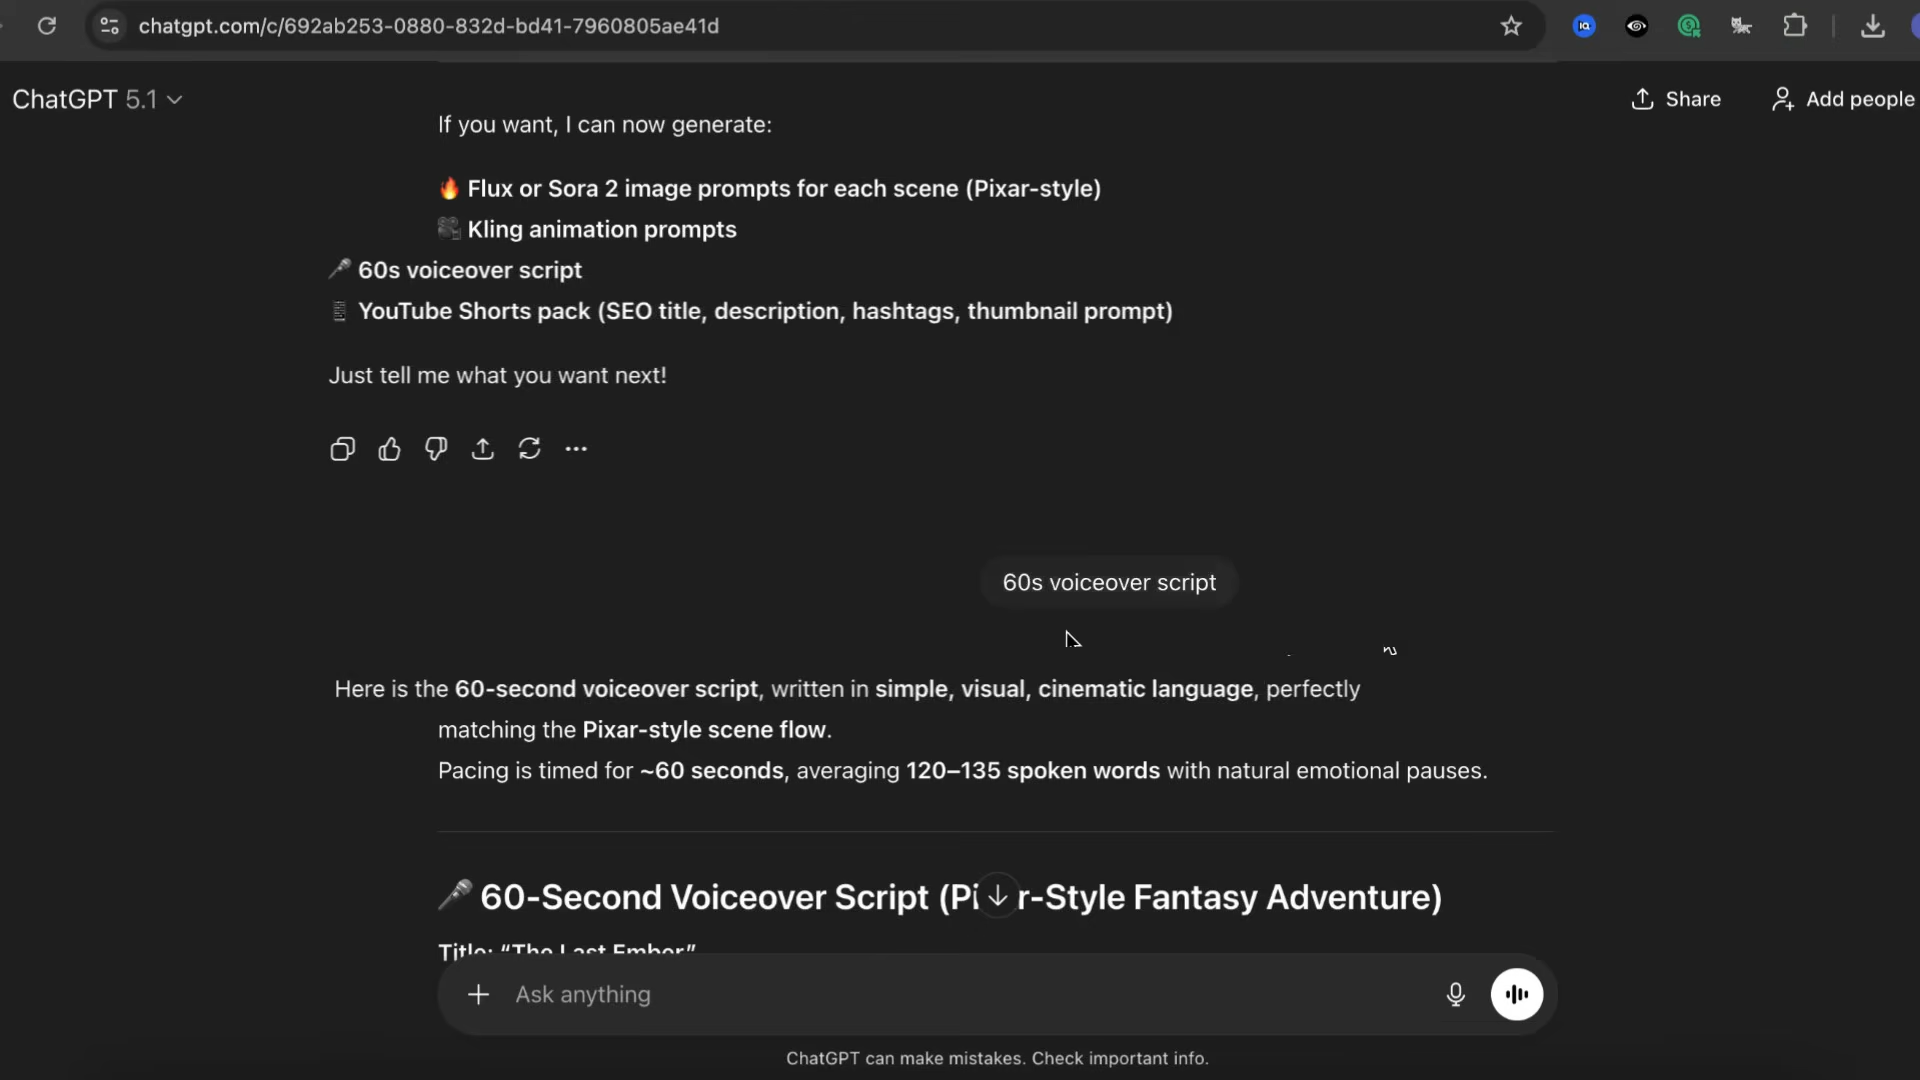 chatgpt.com/c/692ab253-0880-832d-bd41-7960805ae41d
ChatGPT 5.1
Share
Add people
If you want, I can now generate:
🔥 Flux or Sora 2 image prompts for each scene (Pixar-style)
🎥 Kling animation prompts
🎤 60s voiceover script
YouTube Shorts pack (SEO title, description, hashtags, thumbnail prompt)
Just tell me what you want next!
60s voiceover script
Here is the 60-second voiceover script, written in simple, visual, cinematic language, perfectly
matching the Pixar-style scene flow.
Pacing is timed for ~60 seconds, averaging 120–135 spoken words with natural emotional pauses.
🎤 60-Second Voiceover Script (Pi r-Style Fantasy Adventure)
Title: “The Last Ember”
Ask anything
ChatGPT can make mistakes. Check important info.